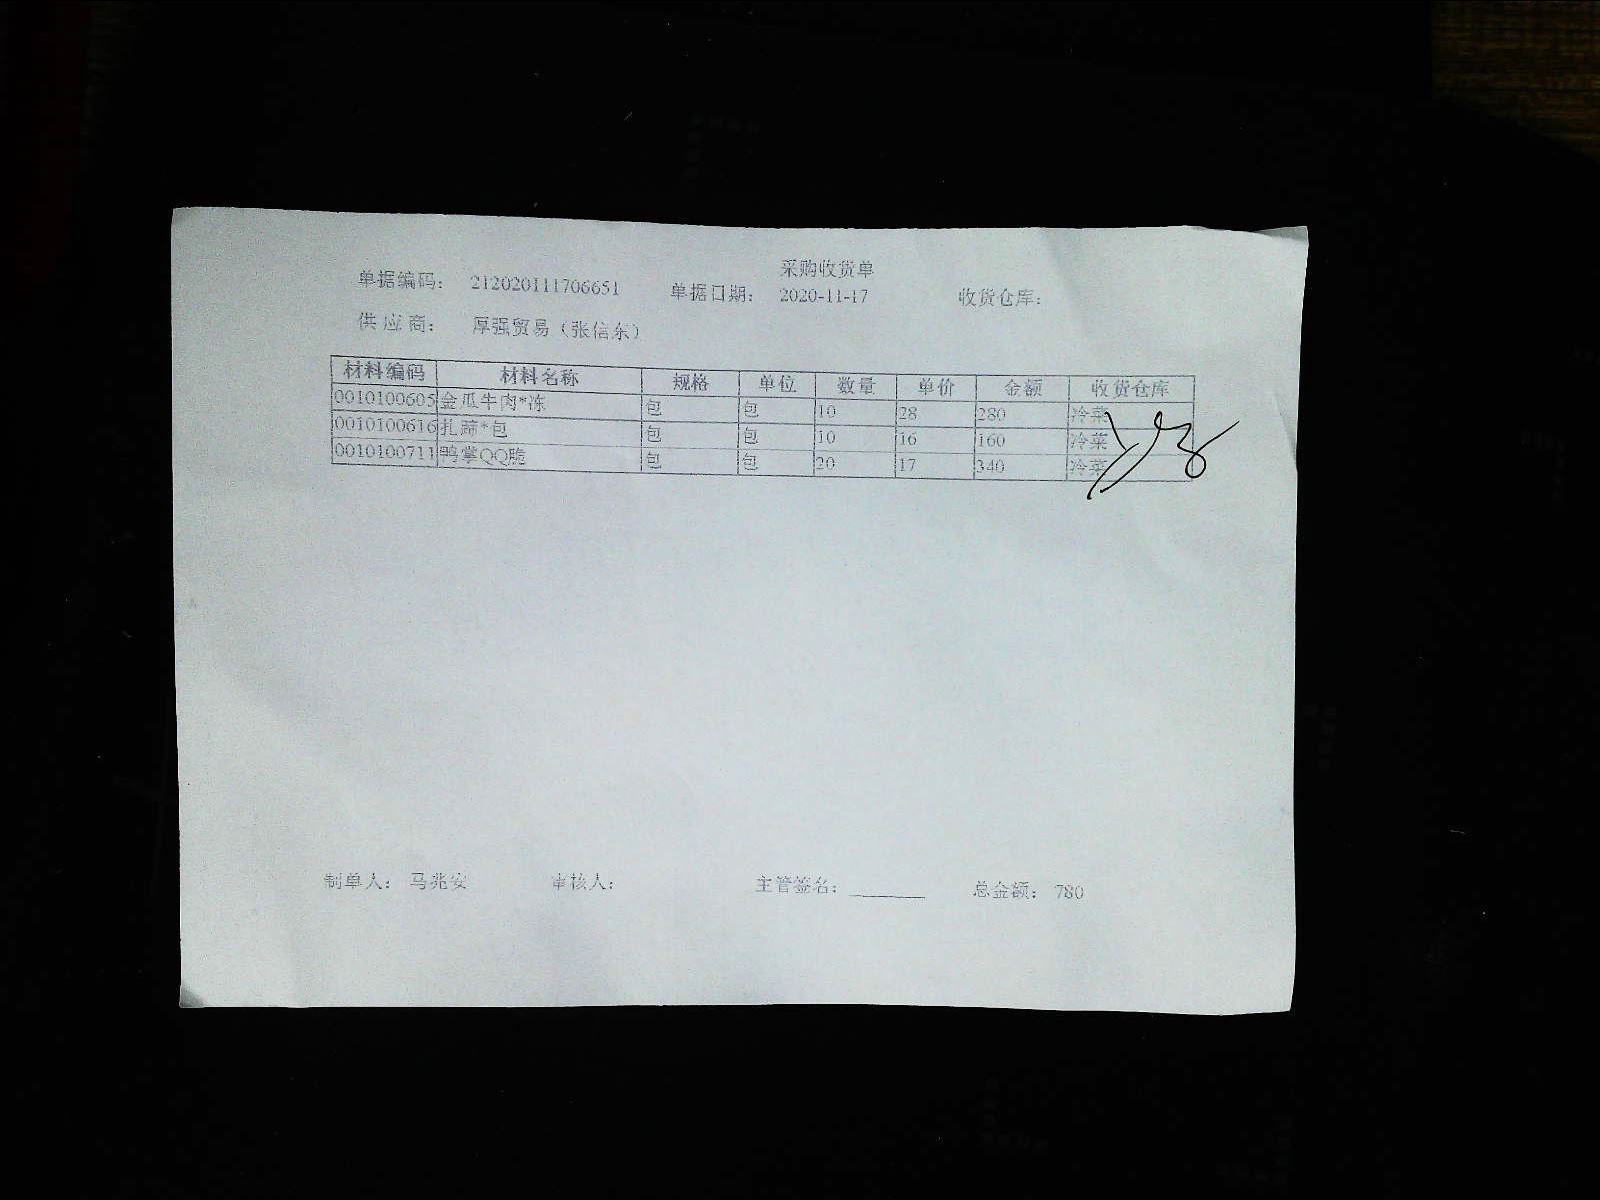 采购收货单
单据编码： 212020111706651 单据日期： 2020-11-17 收货仓库：
供 应 商： 厚强贸易（张信东）
材料编码 材料名称 规格 单位 数量 单价 金额 收货仓库
0010100605 金瓜牛肉*冻 包 包 10 28 280 冷菜
0010100616 扎蹄*包 包 包 10 16 160 冷菜
0010100711 鸭掌QQ脆 包 包 20 17 340 冷菜
制单人： 马兆安 审核人： 主管签名：________ 总金额： 780